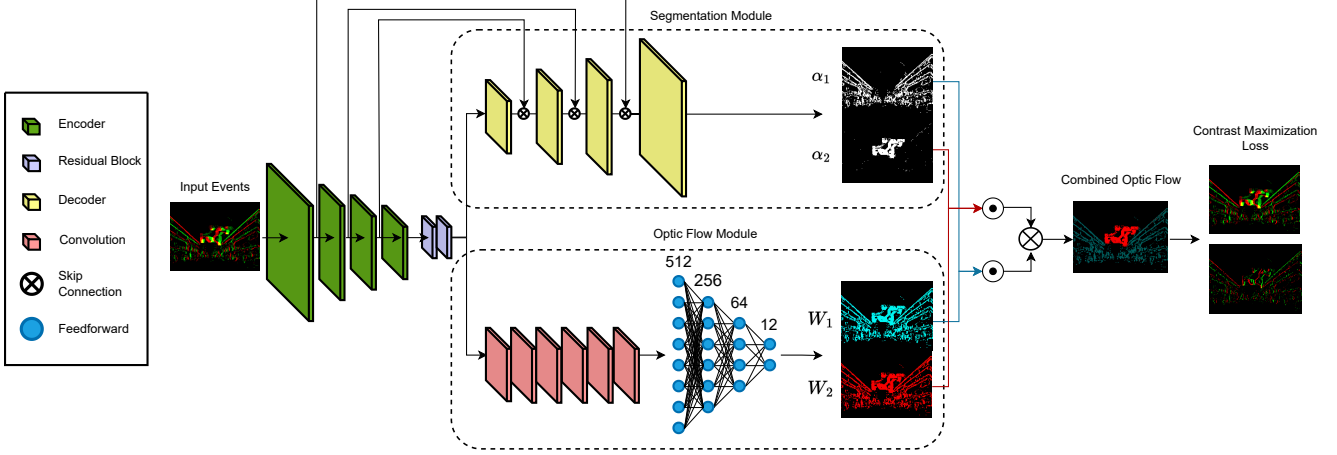 Segmentation Module
Encoder
Residual Block
Decoder
Convolution
Skip
Connection
Feedforward
Input Events
α₁
α₂
Optic Flow Module
512
256
64
12
W₁
W₂
Combined Optic Flow
Contrast Maximization
Loss